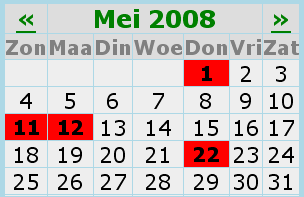 « Mei 2008 »
Zon Maa Din Woe Don Vri Zat
1 2 3
4 5 6 7 8 9 10
11 12 13 14 15 16 17
18 19 20 21 22 23 24
25 26 27 28 29 30 31